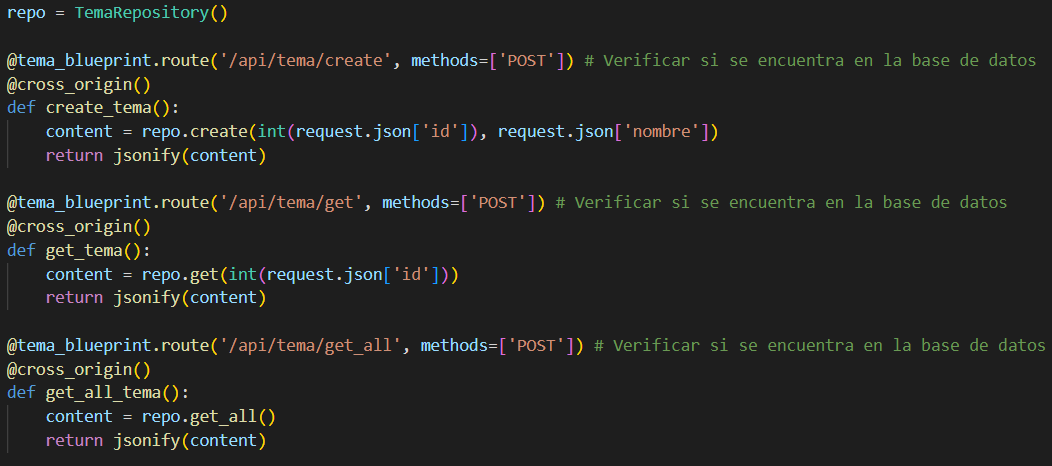 repo = TemaRepository()
@tema_blueprint.route('/api/tema/create', methods=['POST']) # Verificar si se encuentra en la base de datos
@cross_origin()
def create_tema():
    content = repo.create(int(request.json['id']), request.json['nombre'])
    return jsonify(content)
@tema_blueprint.route('/api/tema/get', methods=['POST']) # Verificar si se encuentra en la base de datos
@cross_origin()
def get_tema():
    content = repo.get(int(request.json['id']))
    return jsonify(content)
@tema_blueprint.route('/api/tema/get_all', methods=['POST']) # Verificar si se encuentra en la base de datos
@cross_origin()
def get_all_tema():
    content = repo.get_all()
    return jsonify(content)